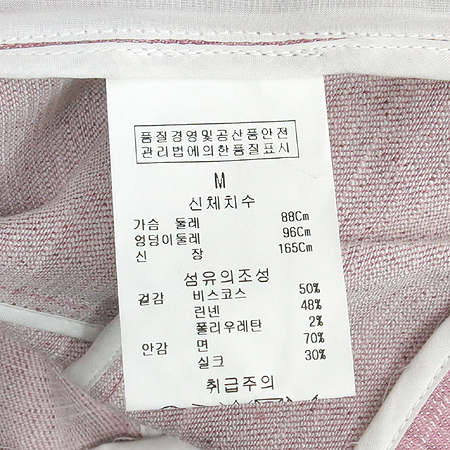 품질경영및공산품안전
관리법에의한품질표시
M
신체치수
가슴 둘레 88Cm
엉덩이둘레 96Cm
신 장 165Cm
섬유의조성
겉감 비스코스 50%
린넨 48%
폴리우레탄 2%
안감 면 70%
실크 30%
취급주의